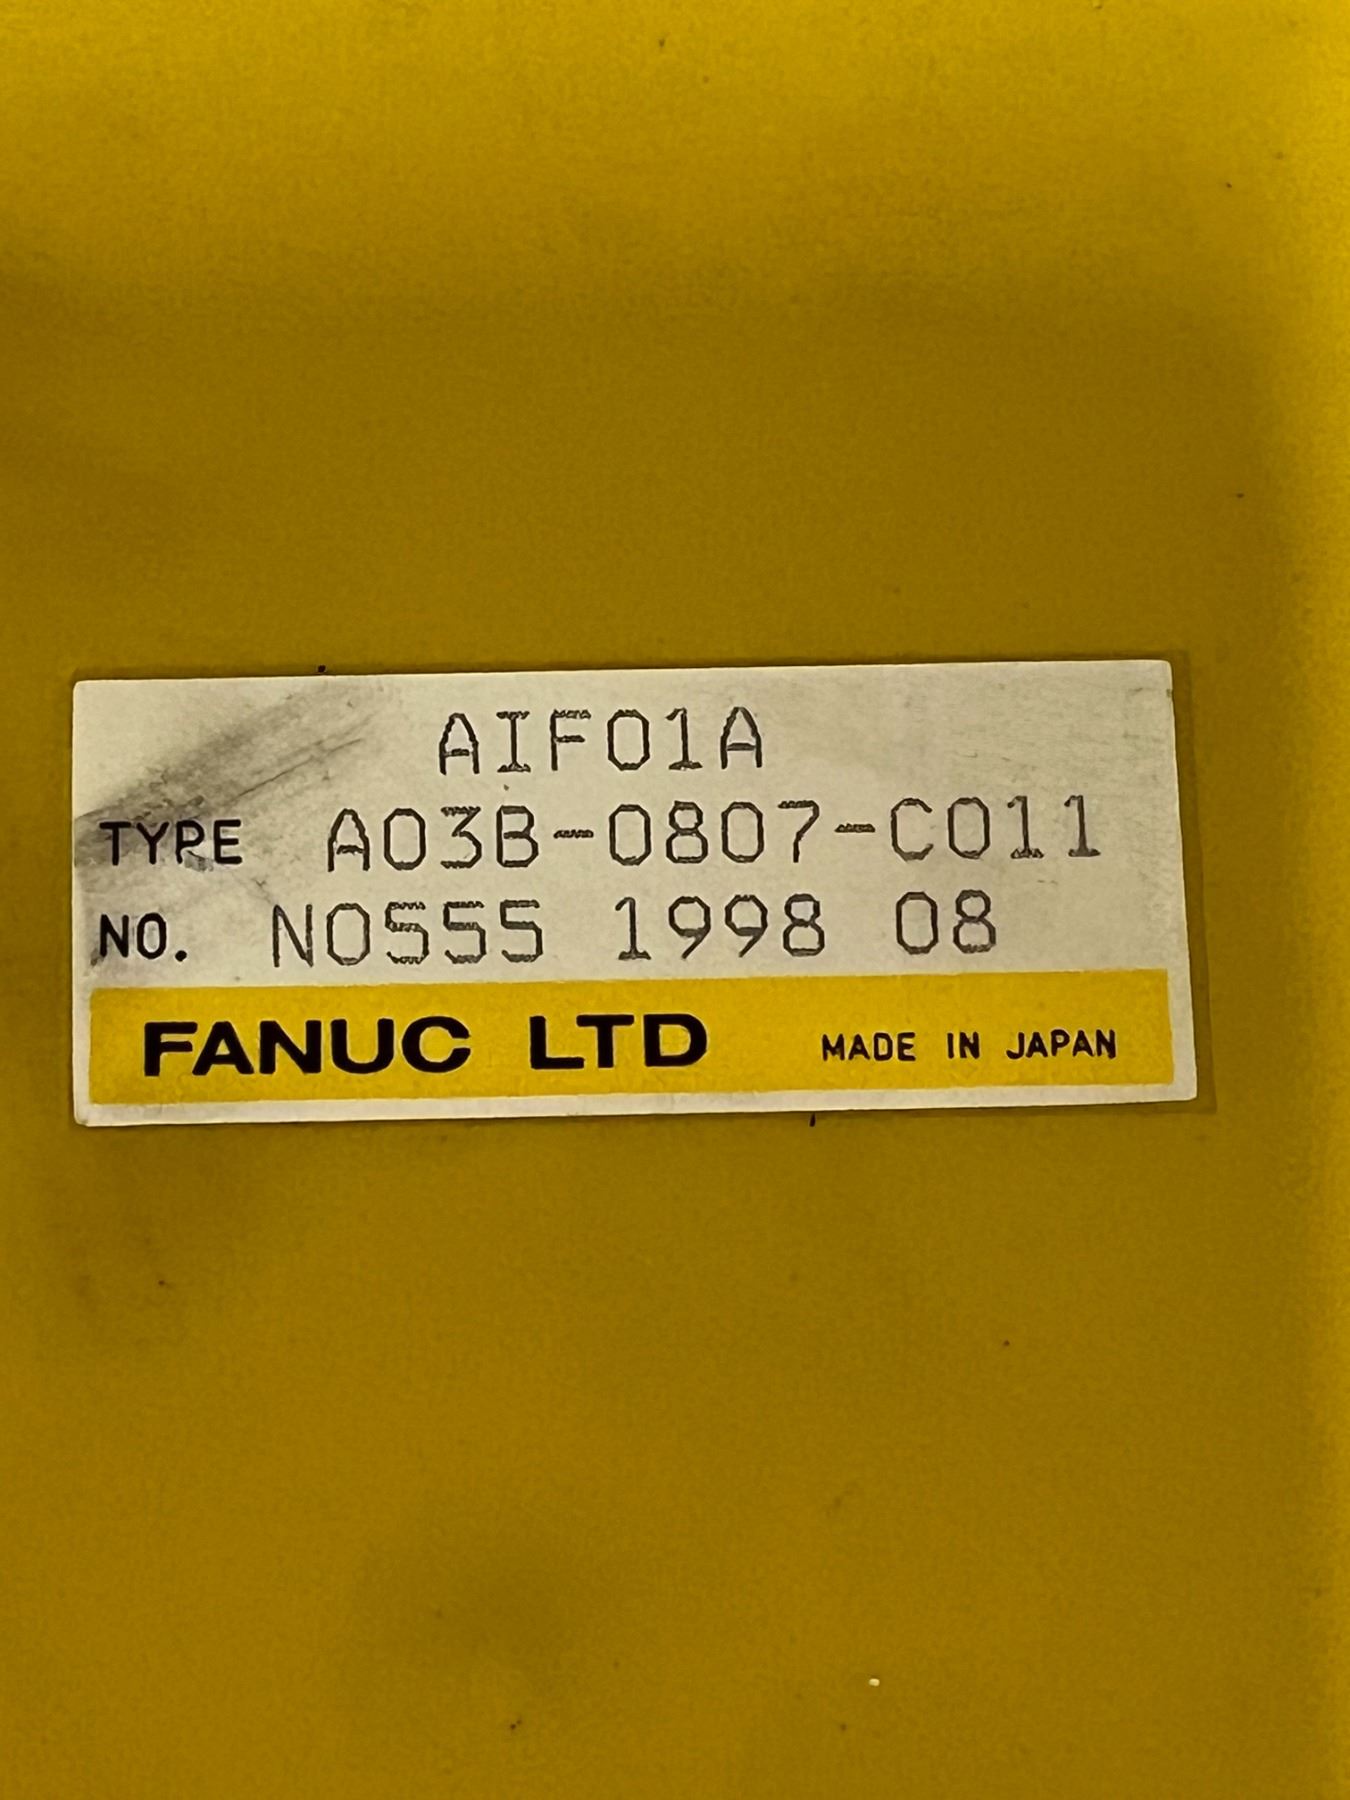 AIF01A
TYPE A03B-0807-C011
NO. N0555 1998 08
FANUC LTD MADE IN JAPAN